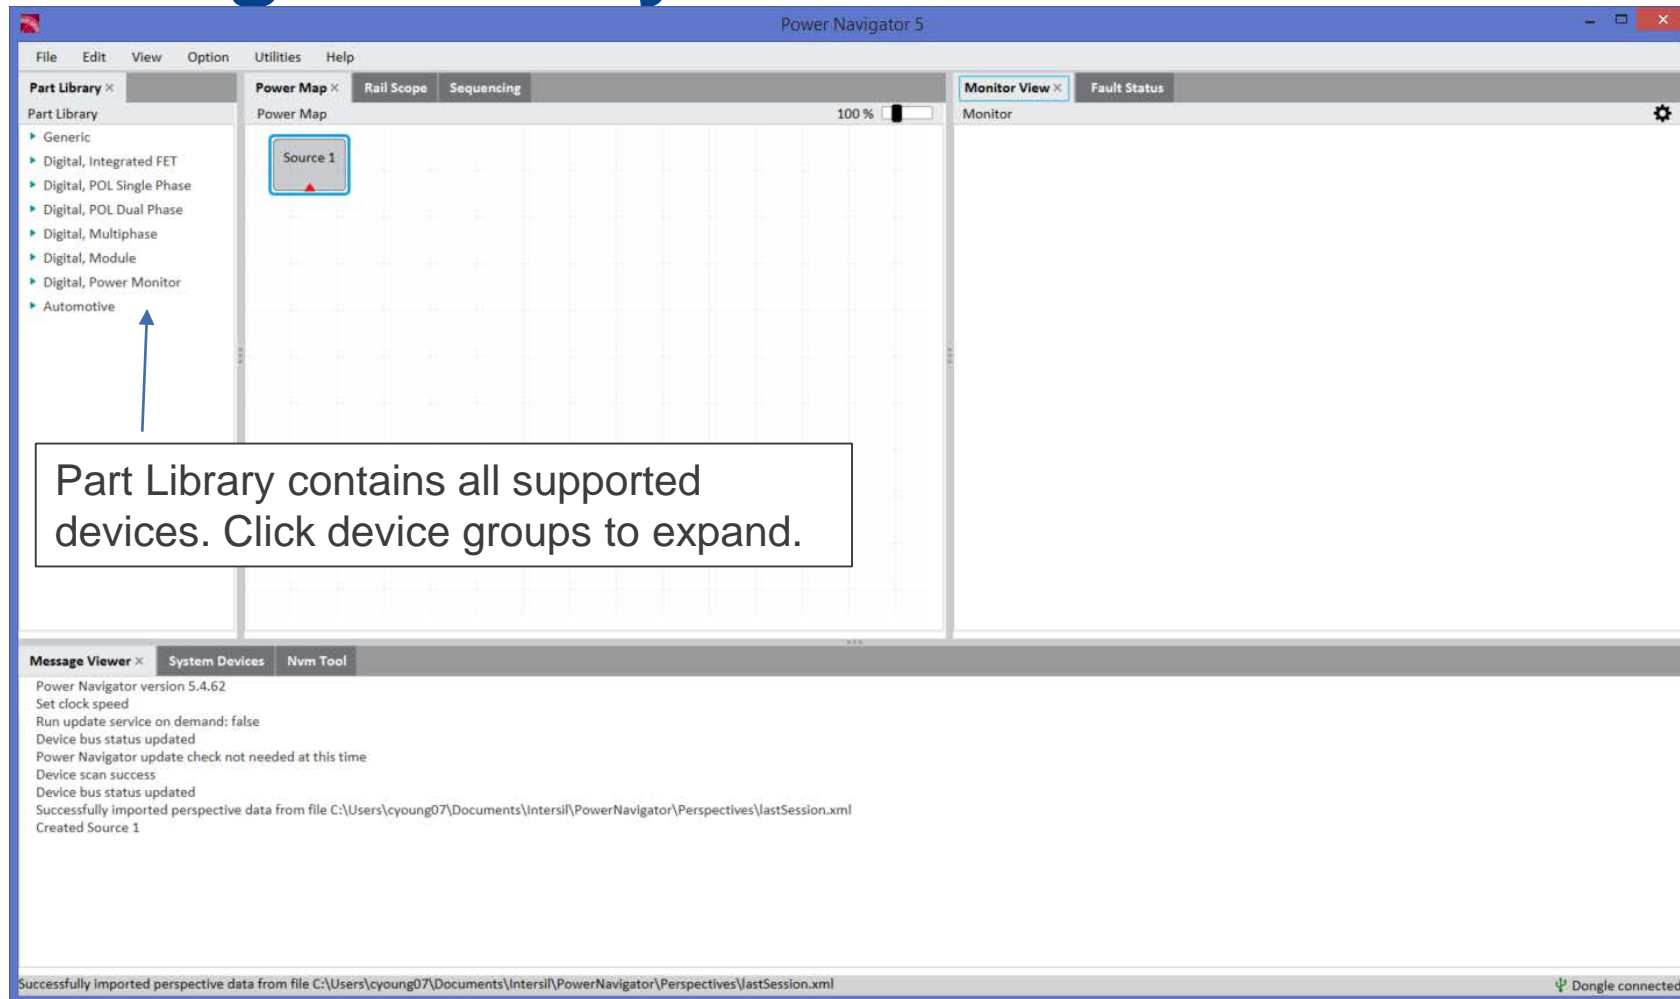 Power Navigator 5
File Edit View Option Utilities Help
Part Library
Power Map Rail Scope Sequencing
Monitor View Fault Status
Part Library
Power Map
100 %
Monitor
Generic
Digital, Integrated FET
Digital, POL Single Phase
Digital, POL Dual Phase
Digital, Multiphase
Digital, Module
Digital, Power Monitor
Automotive
Source 1
Part Library contains all supported
devices. Click device groups to expand.
Message Viewer System Devices Nvm Tool
Power Navigator version 5.4.62
Set clock speed
Run update service on demand: false
Device bus status updated
Power Navigator update check not needed at this time
Device scan success
Device bus status updated
Successfully imported perspective data from file C:\Users\cyoung07\Documents\Intersil\PowerNavigator\Perspectives\lastSession.xml
Created Source 1
Successfully imported perspective data from file C:\Users\cyoung07\Documents\Intersil\PowerNavigator\Perspectives\lastSession.xml
Dongle connected